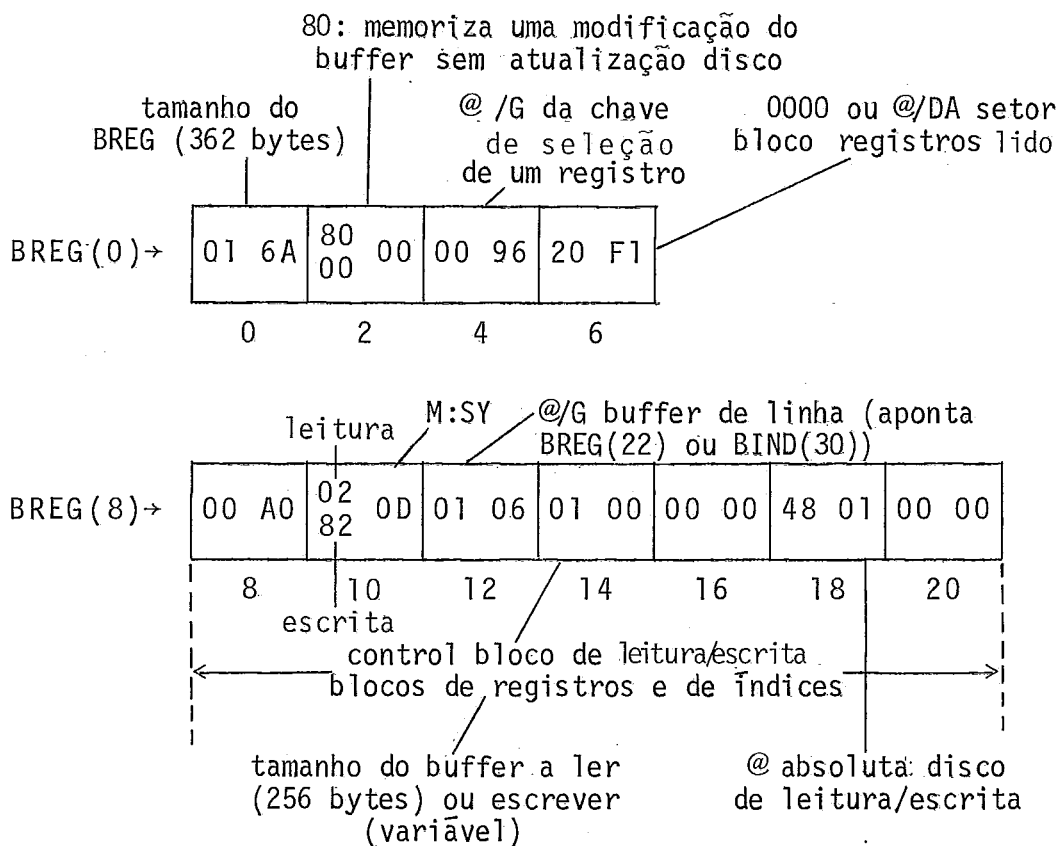 80: memoriza uma modificação do
buffer sem atualização disco
tamanho do
BREG (362 bytes)
@ /G da chave
de seleção
de um registro
0000 ou @/DA setor
bloco registros lido
BREG(0)→
01 6A
80
00
00
00 96
20 F1
0 2 4 6
leitura
M:SY
@/G buffer de linha (aponta
BREG(22) ou BIND(30))
BREG(8)→
00 A0
02
82
0D
01 06
01 00
00 00
48 01
00 00
8 10 12 14 16 18 20
escrita
control bloco de leitura/escrita
blocos de registros e de índices
tamanho do buffer a ler
(256 bytes) ou escrever
(variável)
@ absoluta disco
de leitura/escrita